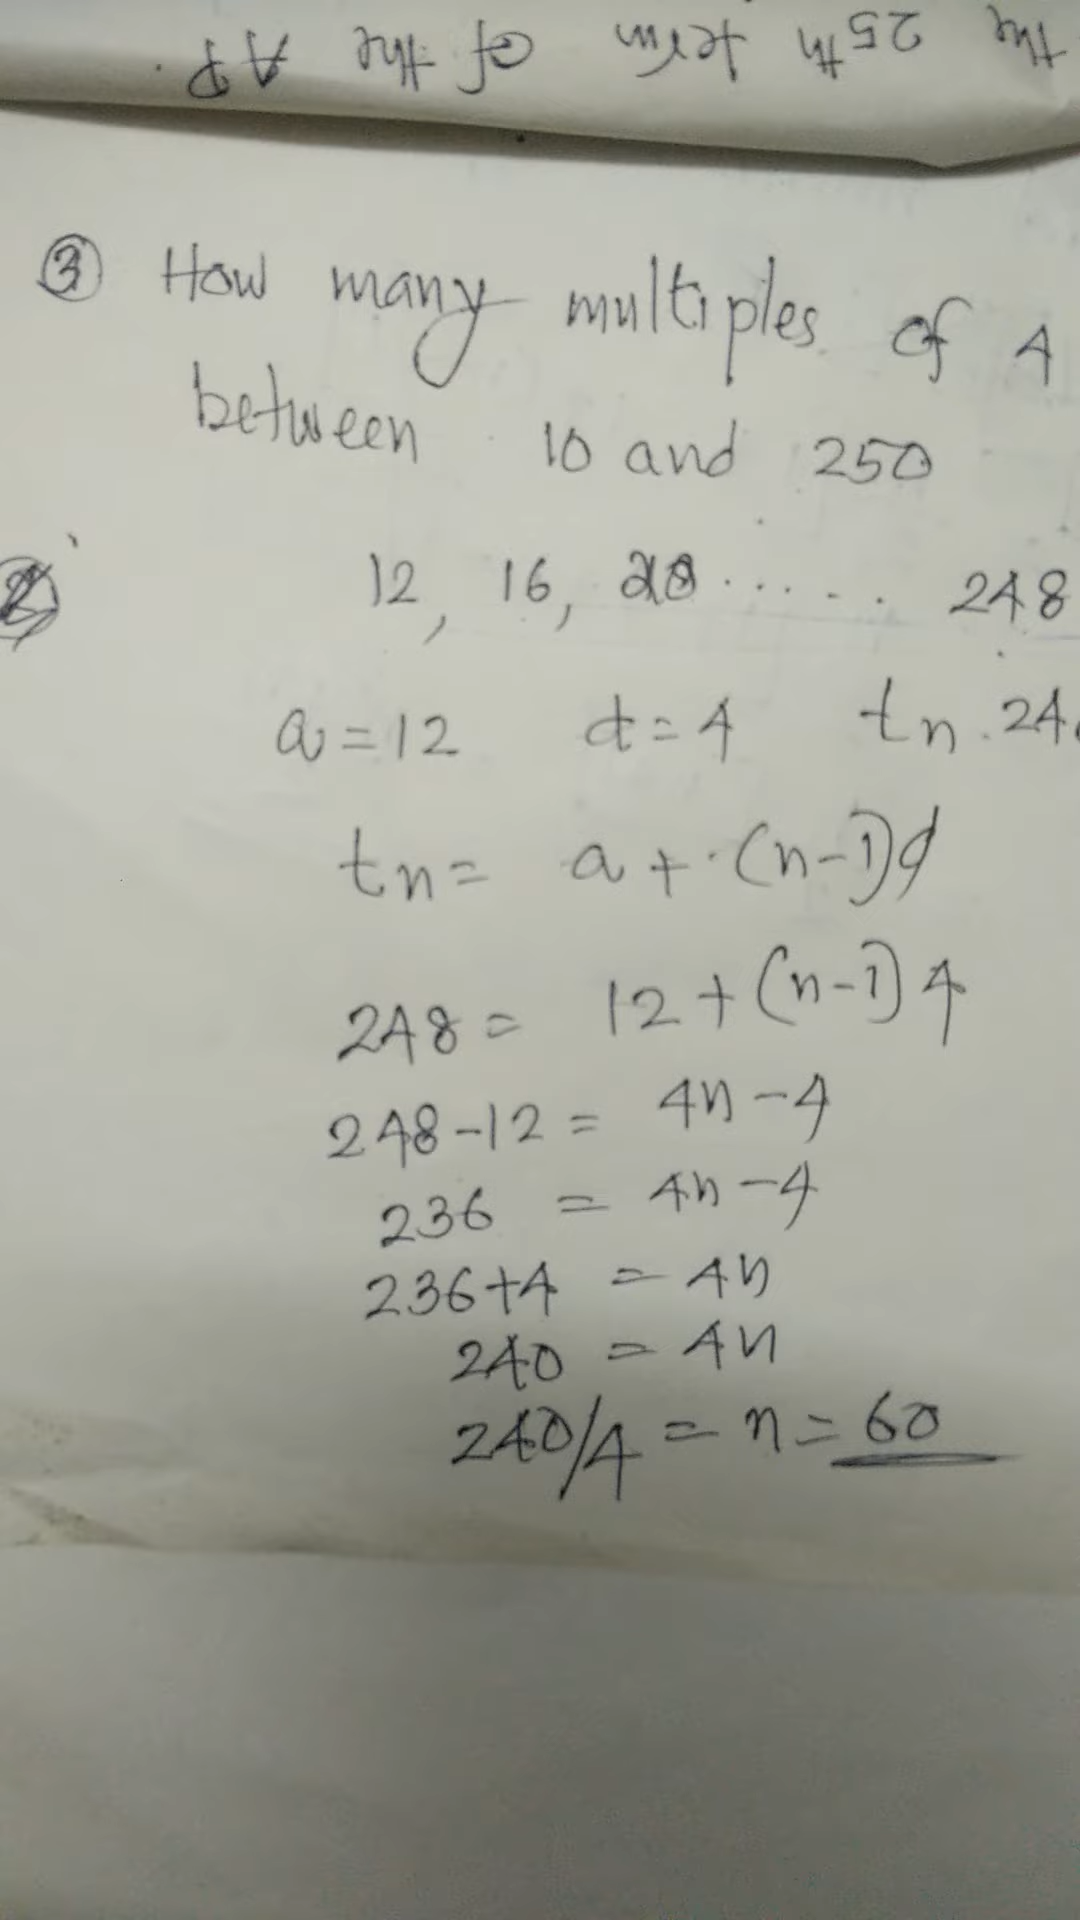 the 25th term of the AP.
③ How many multiples of 4
between 10 and 250
12, 16, 20 ..... 248
a = 12 d = 4 tn . 24
tn = a + (n-1)d
248 = 12 + (n-1) 4
248 - 12 = 4n - 4
236 = 4n - 4
236 + 4 = 4n
240 = 4n
240/4 = n = 60